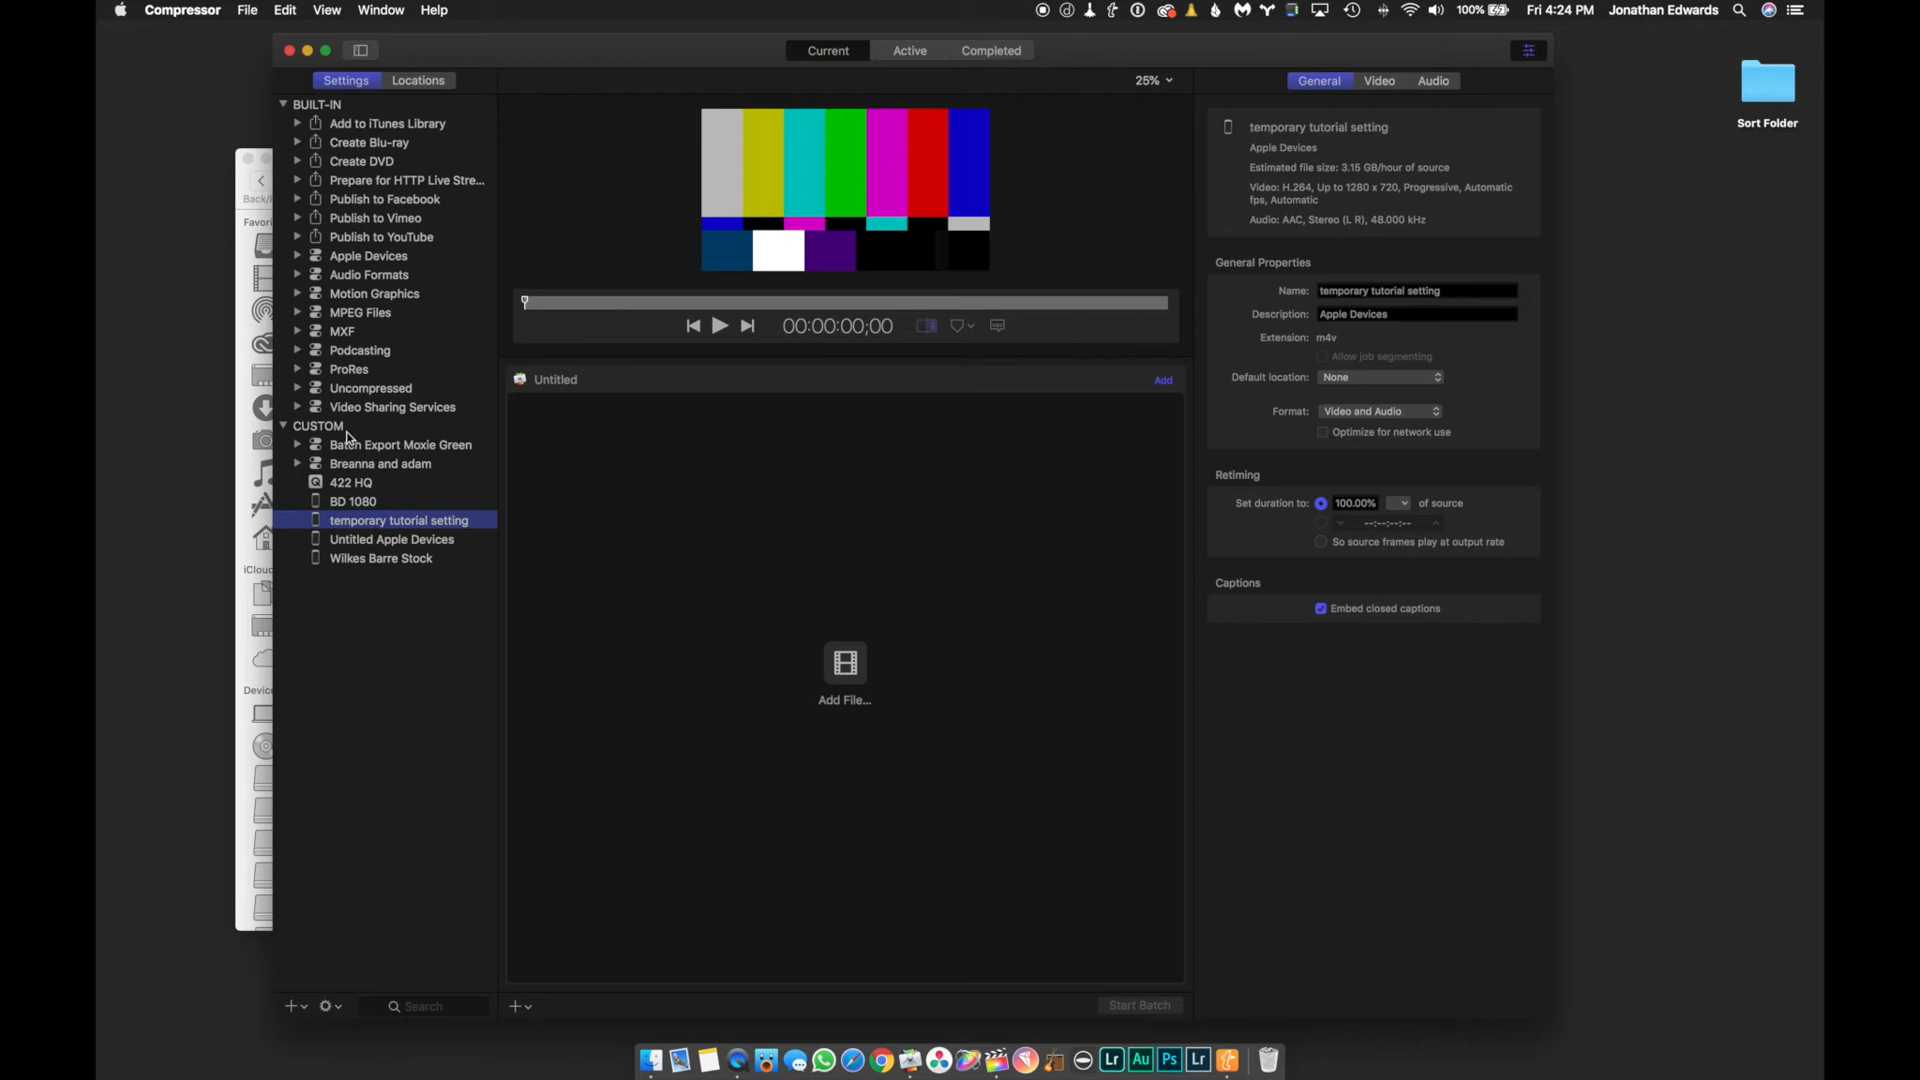 Compressor File Edit View Window Help
100% Fri 4:24 PM Jonathan Edwards
Current Active Completed
Settings Locations
25%
General Video Audio
BUILT-IN
Add to iTunes Library
Create Blu-ray
Create DVD
Prepare for HTTP Live Stre...
Publish to Facebook
Publish to Vimeo
Publish to YouTube
Apple Devices
Audio Formats
Motion Graphics
MPEG Files
MXF
Podcasting
ProRes
Uncompressed
Video Sharing Services
CUSTOM
Batch Export Moxie Green
Breanna and adam
422 HQ
BD 1080
temporary tutorial setting
Untitled Apple Devices
Wilkes Barre Stock
Search
00:00:00;00
Untitled
Add
Add File...
Start Batch
temporary tutorial setting
Apple Devices
Estimated file size: 3.15 GB/hour of source
Video: H.264, Up to 1280 x 720, Progressive, Automatic
fps, Automatic
Audio: AAC, Stereo (L R), 48.000 kHz
General Properties
Name: temporary tutorial setting
Description: Apple Devices
Extension: m4v
Allow job segmenting
Default location: None
Format: Video and Audio
Optimize for network use
Retiming
Set duration to: 100.00% of source
--:--:--:--
So source frames play at output rate
Captions
Embed closed captions
Sort Folder
Back/
Favori
iClou
Device
Lr Au Ps Lr